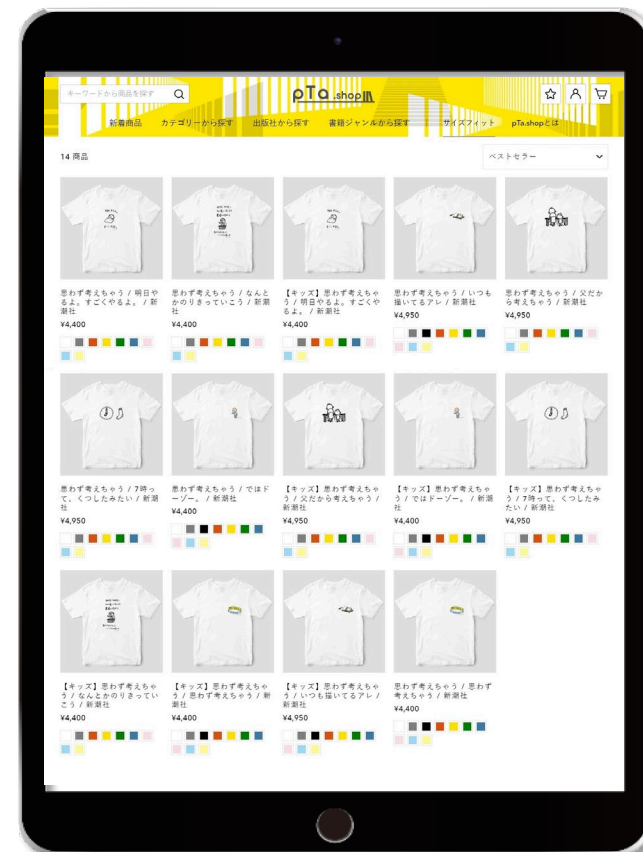 キーワードから商品を探す
pTa.shop
新着商品 カテゴリーから探す 出版社から探す 書籍ジャンルから探す サイズフィット pTa.shopとは
14 商品
ベストセラー
思わず考えちゃう / 明日や
るよ。すごくやるよ。 / 新
潮社
¥4,400
思わず考えちゃう / なんと
かのりきっていこう / 新潮
社
¥4,400
【キッズ】思わず考えちゃ
う / 明日やるよ。すごくや
るよ。 / 新潮社
¥4,400
思わず考えちゃう / いつも
描いてるアレ / 新潮社
¥4,950
思わず考えちゃう / 父だか
ら考えちゃう / 新潮社
¥4,950
思わず考えちゃう / 7時っ
て、くつしたみたい / 新潮
社
¥4,950
思わず考えちゃう / ではド
ーゾー。 / 新潮社
¥4,400
【キッズ】思わず考えちゃ
う / 父だから考えちゃう /
新潮社
¥4,950
【キッズ】思わず考えちゃ
う / ではドーゾー。 / 新潮
社
¥4,400
【キッズ】思わず考えちゃ
う / 7時って、くつしたみ
たい / 新潮社
¥4,950
【キッズ】思わず考えちゃ
う / なんとかのりきってい
こう / 新潮社
¥4,400
【キッズ】思わず考えちゃ
う / 思わず考えちゃう / 新
潮社
¥4,400
【キッズ】思わず考えちゃ
う / いつも描いてるアレ /
新潮社
¥4,950
思わず考えちゃう / 思わず
考えちゃう / 新潮社
¥4,400